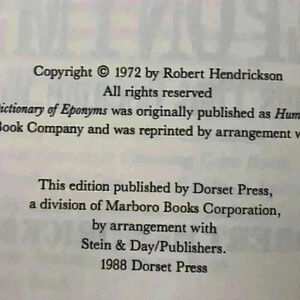 Copyright © 1972 by Robert Hendrickson
All rights reserved
Dictionary of Eponyms was originally published as Hum
Book Company and was reprinted by arrangement w
This edition published by Dorset Press,
a division of Marboro Books Corporation,
by arrangement with
Stein & Day/Publishers.
1988 Dorset Press